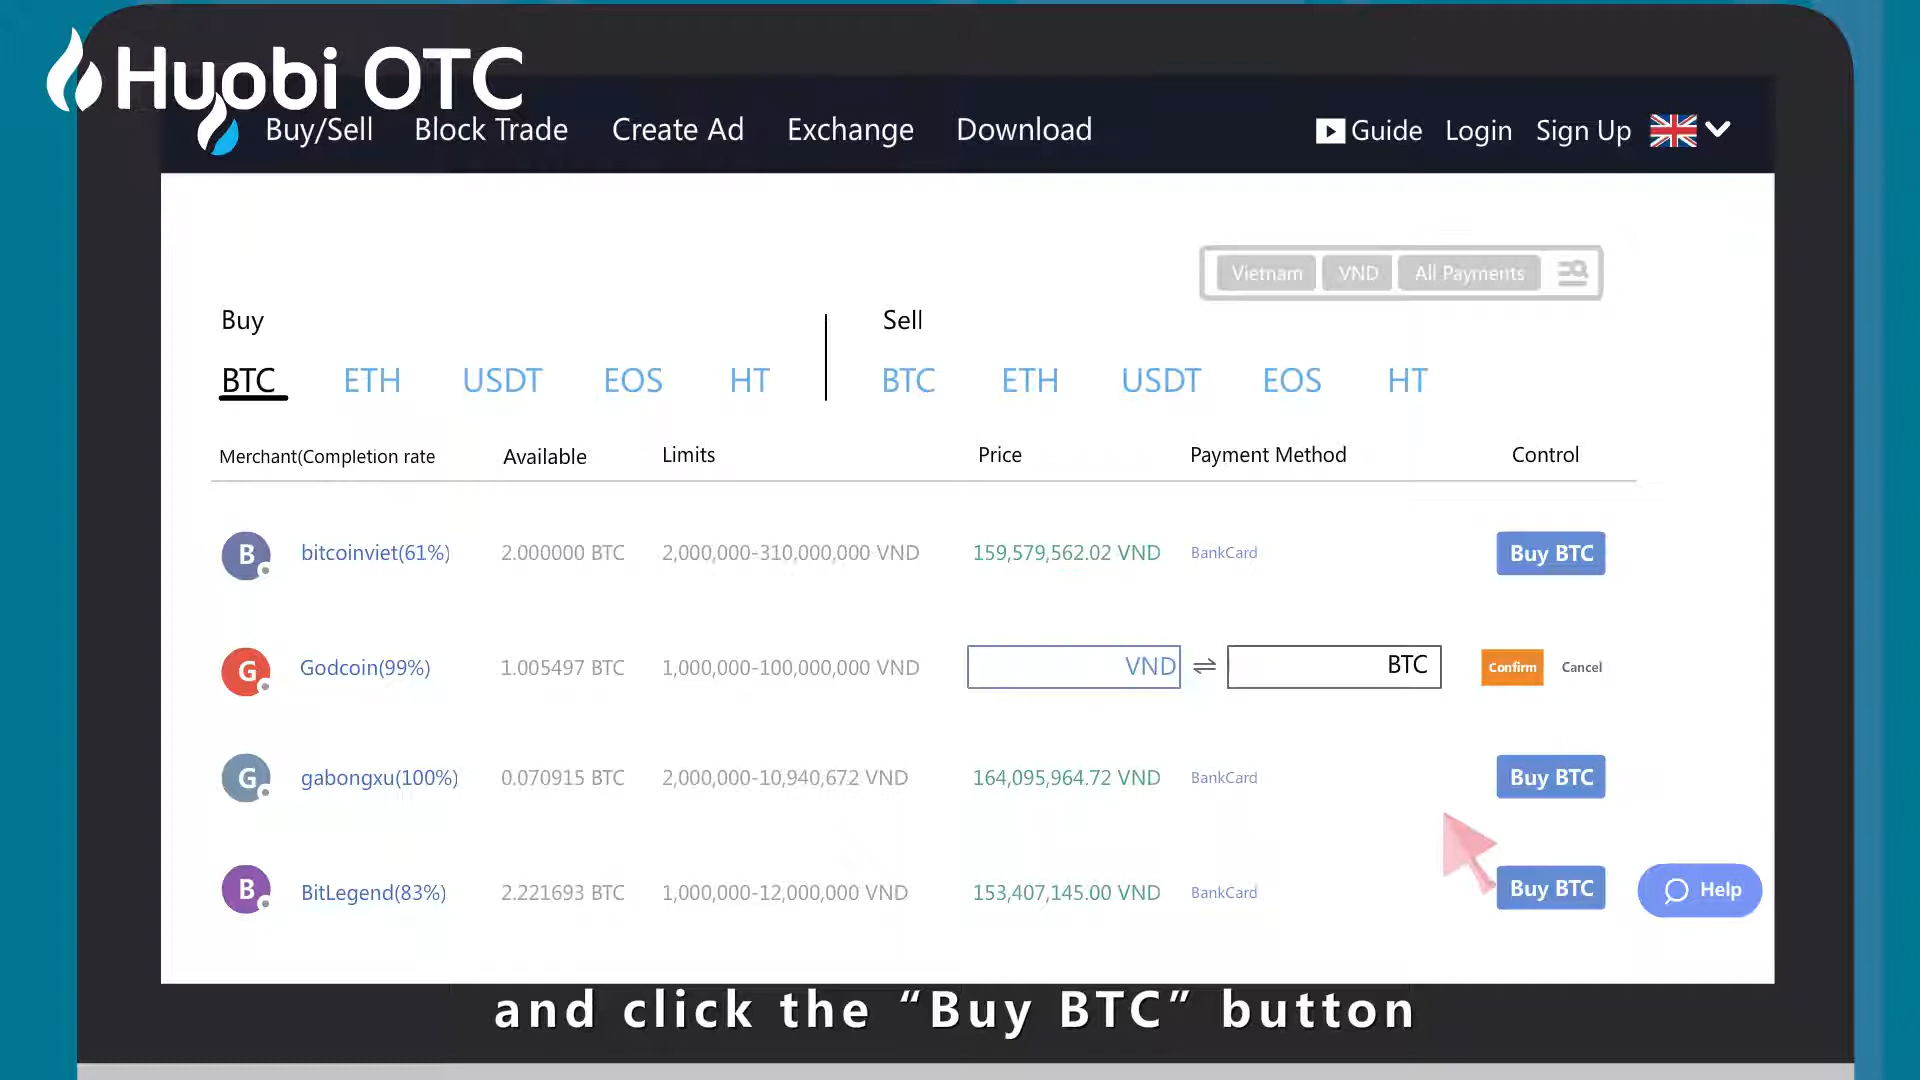 Huobi OTC
Buy/Sell Block Trade Create Ad Exchange Download Guide Login Sign Up
Vietnam VND All Payments
Buy Sell
BTC ETH USDT EOS HT BTC ETH USDT EOS HT
Merchant(Completion rate Available Limits Price Payment Method Control
B bitcoinviet(61%) 2.000000 BTC 2,000,000-310,000,000 VND 159,579,562.02 VND BankCard Buy BTC
G Godcoin(99%) 1.005497 BTC 1,000,000-100,000,000 VND VND ⇌ BTC Confirm Cancel
G gabongxu(100%) 0.070915 BTC 2,000,000-10,940,672 VND 164,095,964.72 VND BankCard Buy BTC
B BitLegend(83%) 2.221693 BTC 1,000,000-12,000,000 VND 153,407,145.00 VND BankCard Buy BTC Help
and click the “Buy BTC” button